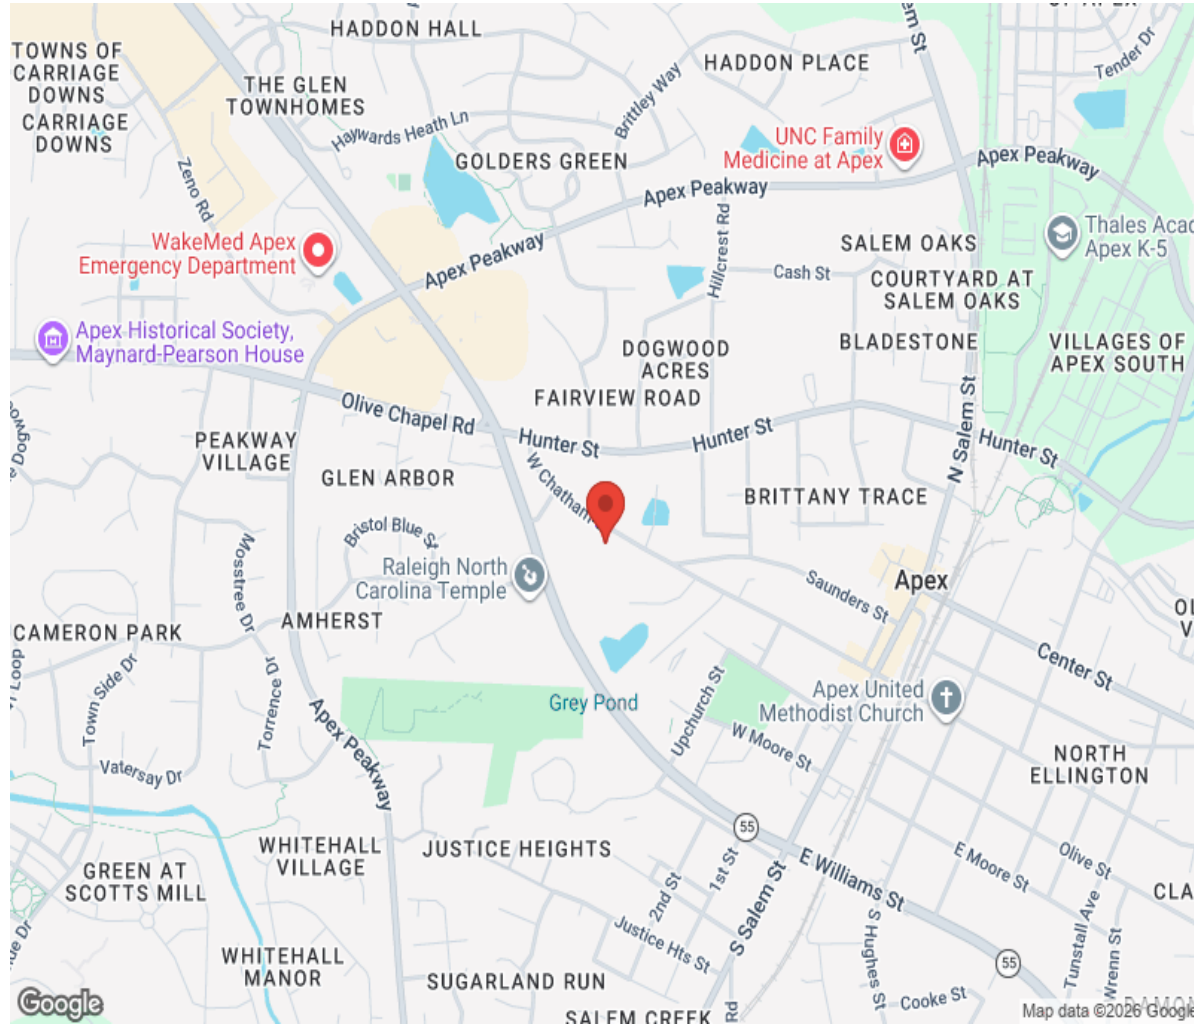 HADDON HALL
TOWNS OF
CARRIAGE
DOWNS
CARRIAGE
DOWNS
THE GLEN
TOWNHOMES
HADDON PLACE
Salem St
Tender Dr
Brittley Way
Haywards Heath Ln
GOLDERS GREEN
UNC Family
Medicine at Apex
Apex Peakway
Apex Peakway
Zeno Rd
Hillcrest Rd
WakeMed Apex
Emergency Department
Apex Peakway
SALEM OAKS
Thales Acad
Apex K-5
Cash St
COURTYARD AT
SALEM OAKS
Apex Historical Society,
Maynard-Pearson House
DOGWOOD
ACRES
BLADESTONE
VILLAGES OF
APEX SOUTH
FAIRVIEW ROAD
Olive Chapel Rd
Hunter St
Hunter St
N Salem St
Hunter St
PEAKWAY
VILLAGE
GLEN ARBOR
W Chatham
BRITTANY TRACE
Bristol Blue St
Mosstree Dr
Raleigh North
Carolina Temple
Saunders St
Apex
CAMERON PARK
AMHERST
Center St
Town Side Dr
Torrence Dr
Loop
Grey Pond
Upchurch St
Apex United
Methodist Church
W Moore St
Apex Peakway
Vatersay Dr
NORTH
ELLINGTON
55
WHITEHALL
VILLAGE
JUSTICE HEIGHTS
E Williams St
E Moore St
Olive St
GREEN AT
SCOTTS MILL
1st St
2nd St
S Salem St
CLA
Justice Hts St
S Hughes St
Tunstall Ave
Wrenn St
WHITEHALL
MANOR
55
SUGARLAND RUN
Cooke St
SALEM CREEK
Rd
Google
Map data ©2026 Google